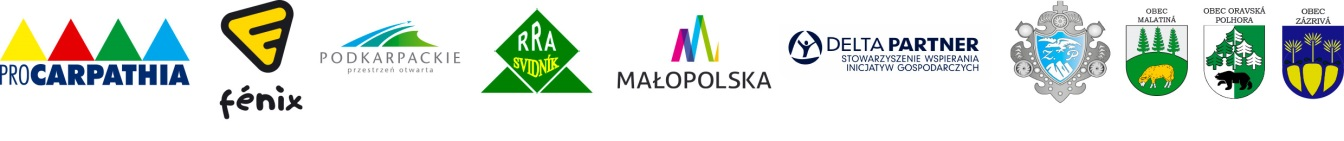 PROCARPATHIA
fénix
PODKARPACKIE
przestrzeń otwarta
RRA
SVIDNÍK
MAŁOPOLSKA
DELTA PARTNER
STOWARZYSZENIE WSPIERANIA
INICJATYW GOSPODARCZYCH
OBEC
MALATINÁ
OBEC ORAVSKÁ
POLHORA
OBEC
ZÁZRIVÁ